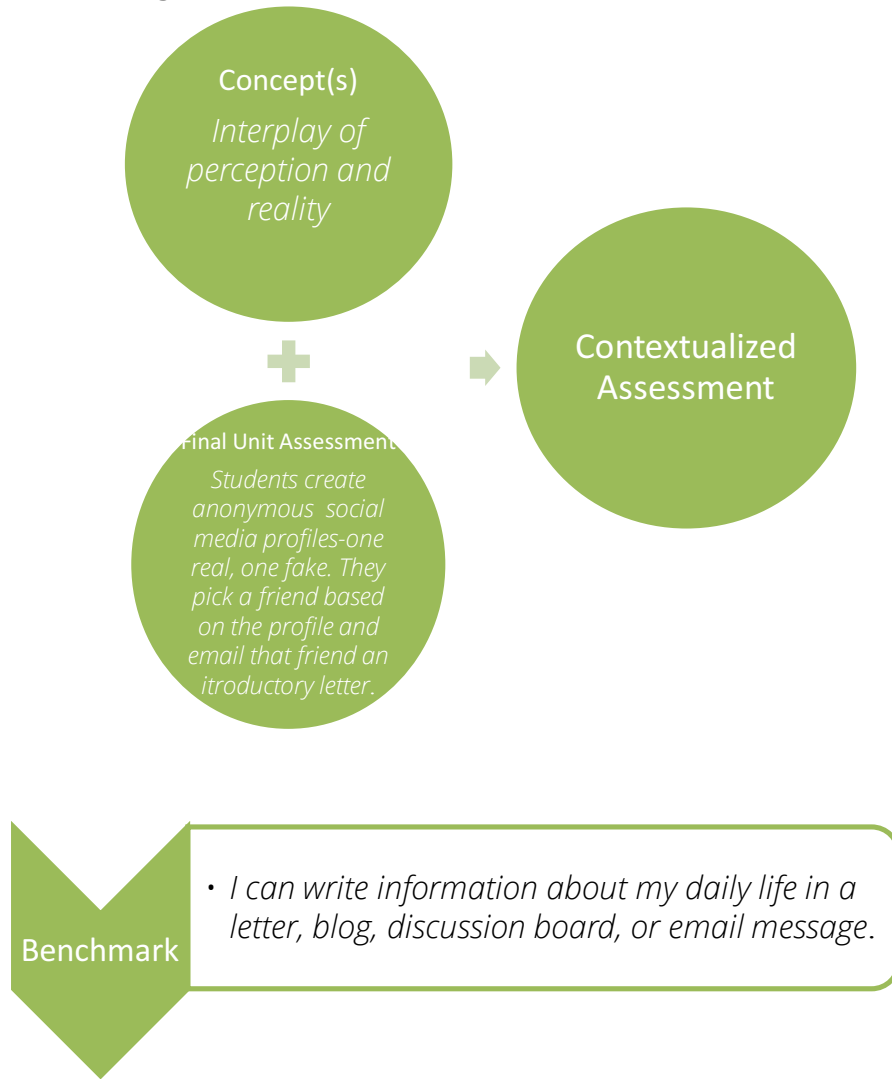 Concept(s)
Interplay of
perception and
reality
Final Unit Assessment
Students create
anonymous social
media profiles-one
real, one fake. They
pick a friend based
on the profile and
email that friend an
itroductory letter.
Contextualized
Assessment
Benchmark
• I can write information about my daily life in a
letter, blog, discussion board, or email message.